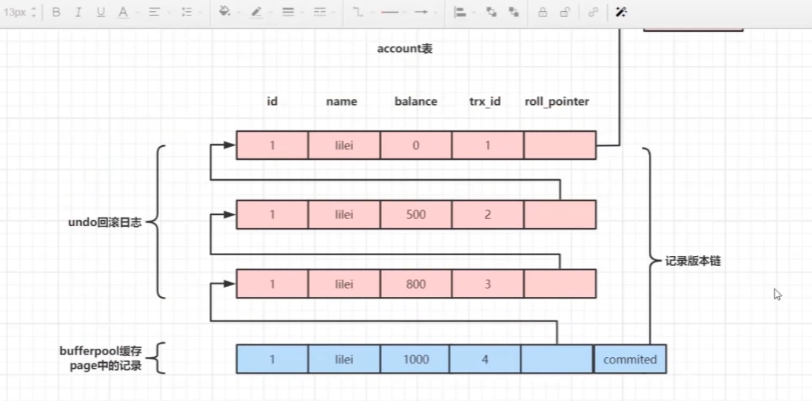 13px
B I U A
account表
id name balance trx_id roll_pointer
1 lilei 0 1
1 lilei 500 2
undo回滚日志
1 lilei 800 3
记录版本链
bufferpool缓存
page中的记录
1 lilei 1000 4 commited